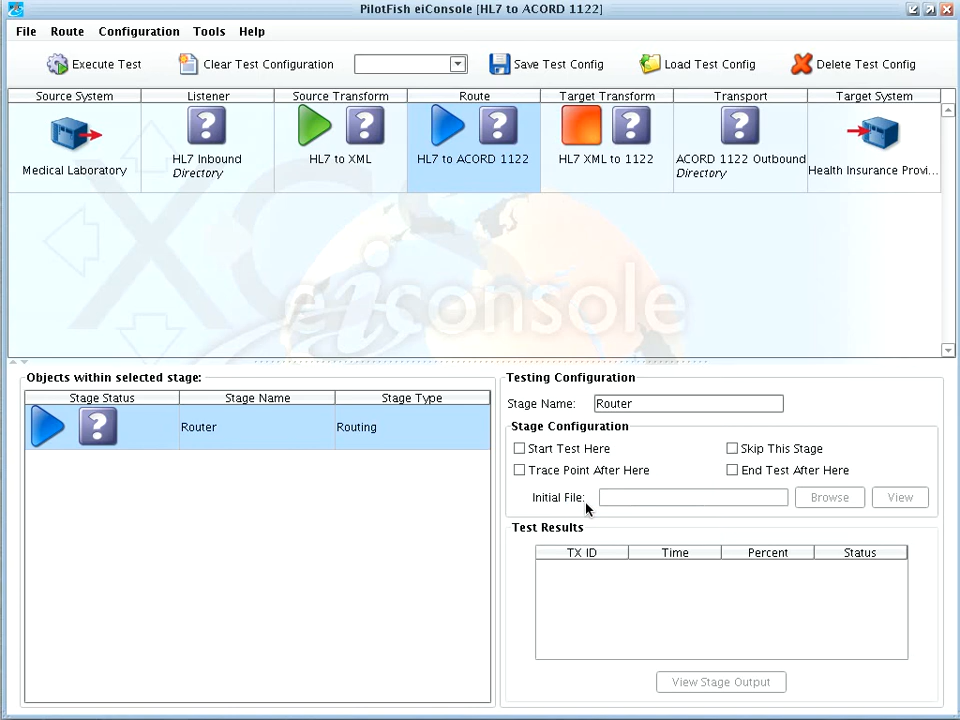 PilotFish eiConsole [HL7 to ACORD 1122]
File Route Configuration Tools Help
Execute Test Clear Test Configuration Save Test Config Load Test Config Delete Test Config
Source System Listener Source Transform Route Target Transform Transport Target System
Medical Laboratory
HL7 Inbound
Directory
HL7 to XML
HL7 to ACORD 1122
HL7 XML to 1122
ACORD 1122 Outbound
Directory
Health Insurance Provi...
XCS
eiconsole
Objects within selected stage:
Stage Status Stage Name Stage Type
Router Routing
Testing Configuration
Stage Name: Router
Stage Configuration
Start Test Here Skip This Stage
Trace Point After Here End Test After Here
Initial File: Browse View
Test Results
TX ID Time Percent Status
View Stage Output